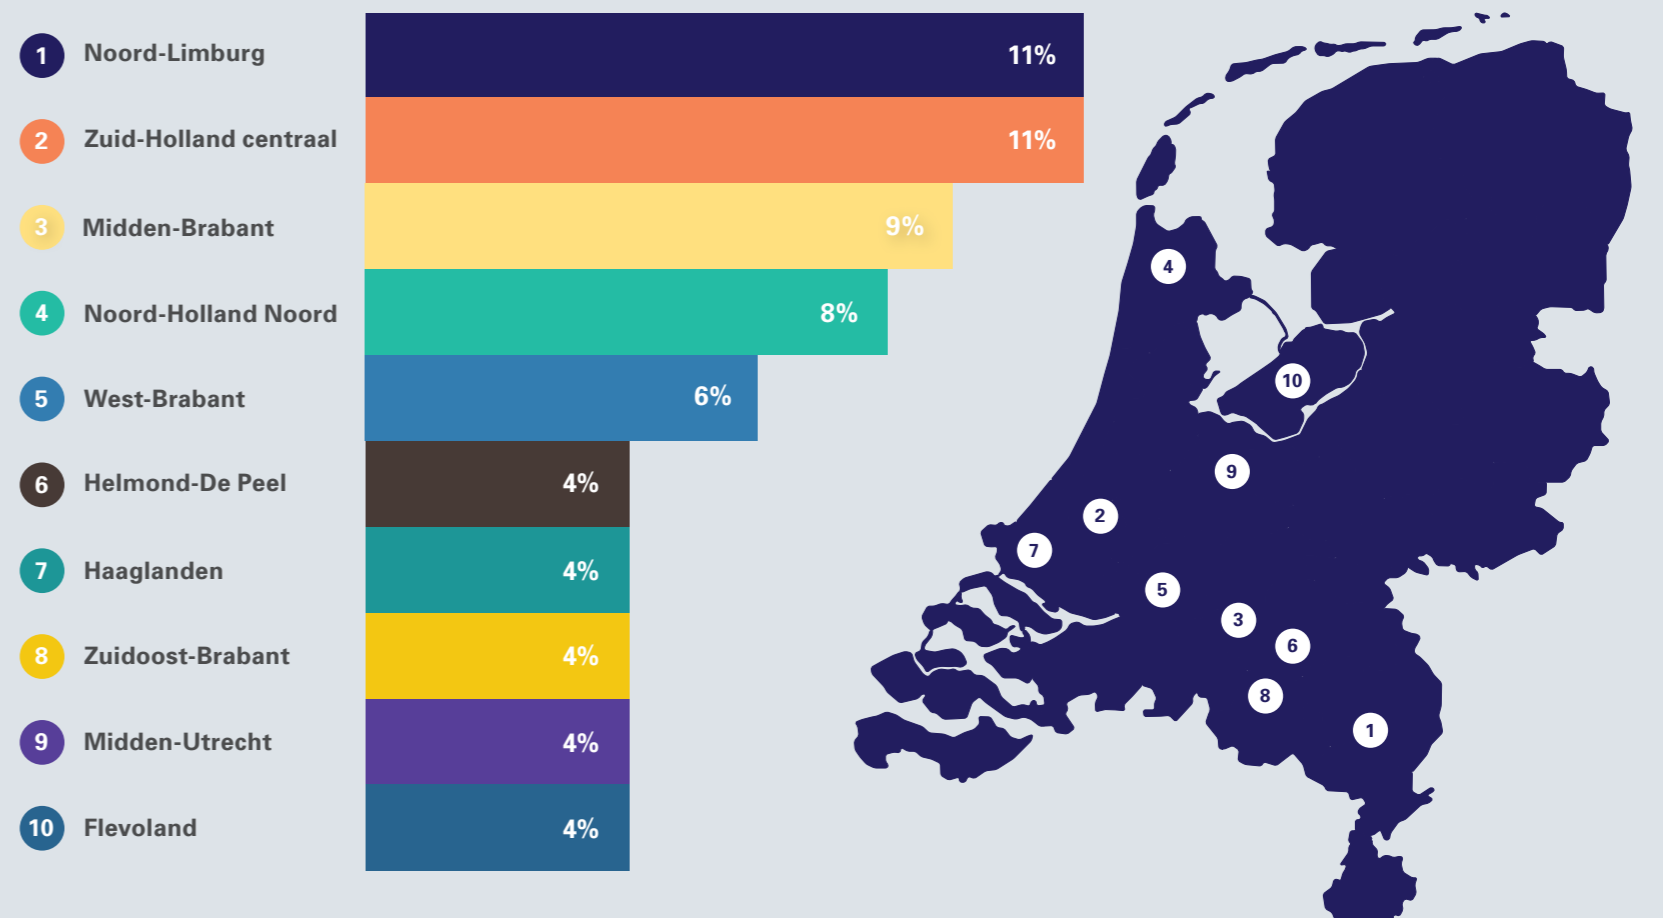 1 Noord-Limburg 11%
2 Zuid-Holland centraal 11%
3 Midden-Brabant 9%
4 Noord-Holland Noord 8%
5 West-Brabant 6%
6 Helmond-De Peel 4%
7 Haaglanden 4%
8 Zuidoost-Brabant 4%
9 Midden-Utrecht 4%
10 Flevoland 4%
4
10
9
2
7
5
3
6
8
1